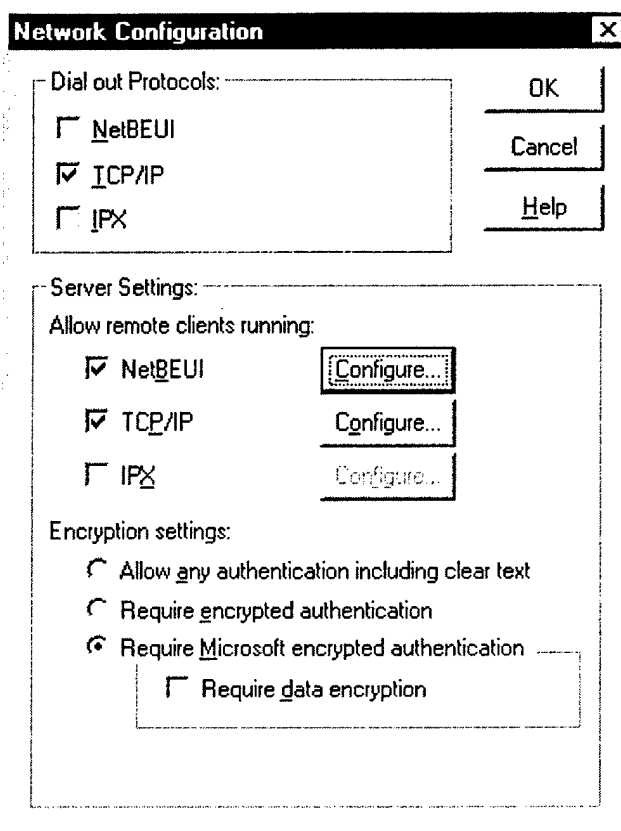 Network Configuration
Dial out Protocols:
OK
NetBEUI
Cancel
TCP/IP
Help
IPX
Server Settings:
Allow remote clients running:
NetBEUI Configure...
TCP/IP Configure...
IPX Configure...
Encryption settings:
Allow any authentication including clear text
Require encrypted authentication
Require Microsoft encrypted authentication
Require data encryption